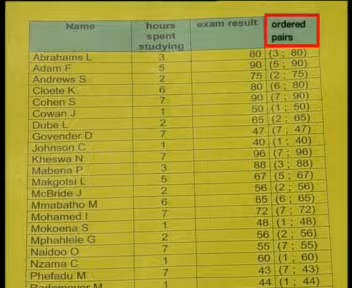 Name hours spent studying exam result ordered pairs
Abrahams L 3 80 (3 ; 80)
Adam F 5 90 (5 ; 90)
Andrews S 2 75 (2 ; 75)
Cloete K 6 80 (6 ; 80)
Cohen S 7 90 (7 ; 90)
Cowan J 1 50 (1 ; 50)
Dube L 2 65 (2 ; 65)
Govender D 7 47 (7 ; 47)
Johnson C 1 40 (1 ; 40)
Kheswa N 7 96 (7 ; 96)
Mabena P 3 88 (3 ; 88)
Makgotsi L 5 67 (5 ; 67)
McBride J 2 56 (2 ; 56)
Mmabatho M 6 65 (6 ; 65)
Mohamed I 7 72 (7 ; 72)
Mokoena S 1 48 (1 ; 48)
Mphahlele G 2 56 (2 ; 56)
Naidoo O 7 55 (7 ; 55)
Nzama C 1 60 (1 ; 60)
Phefadu M 7 43 (7 ; 43)
1 44 (1 ; 44)